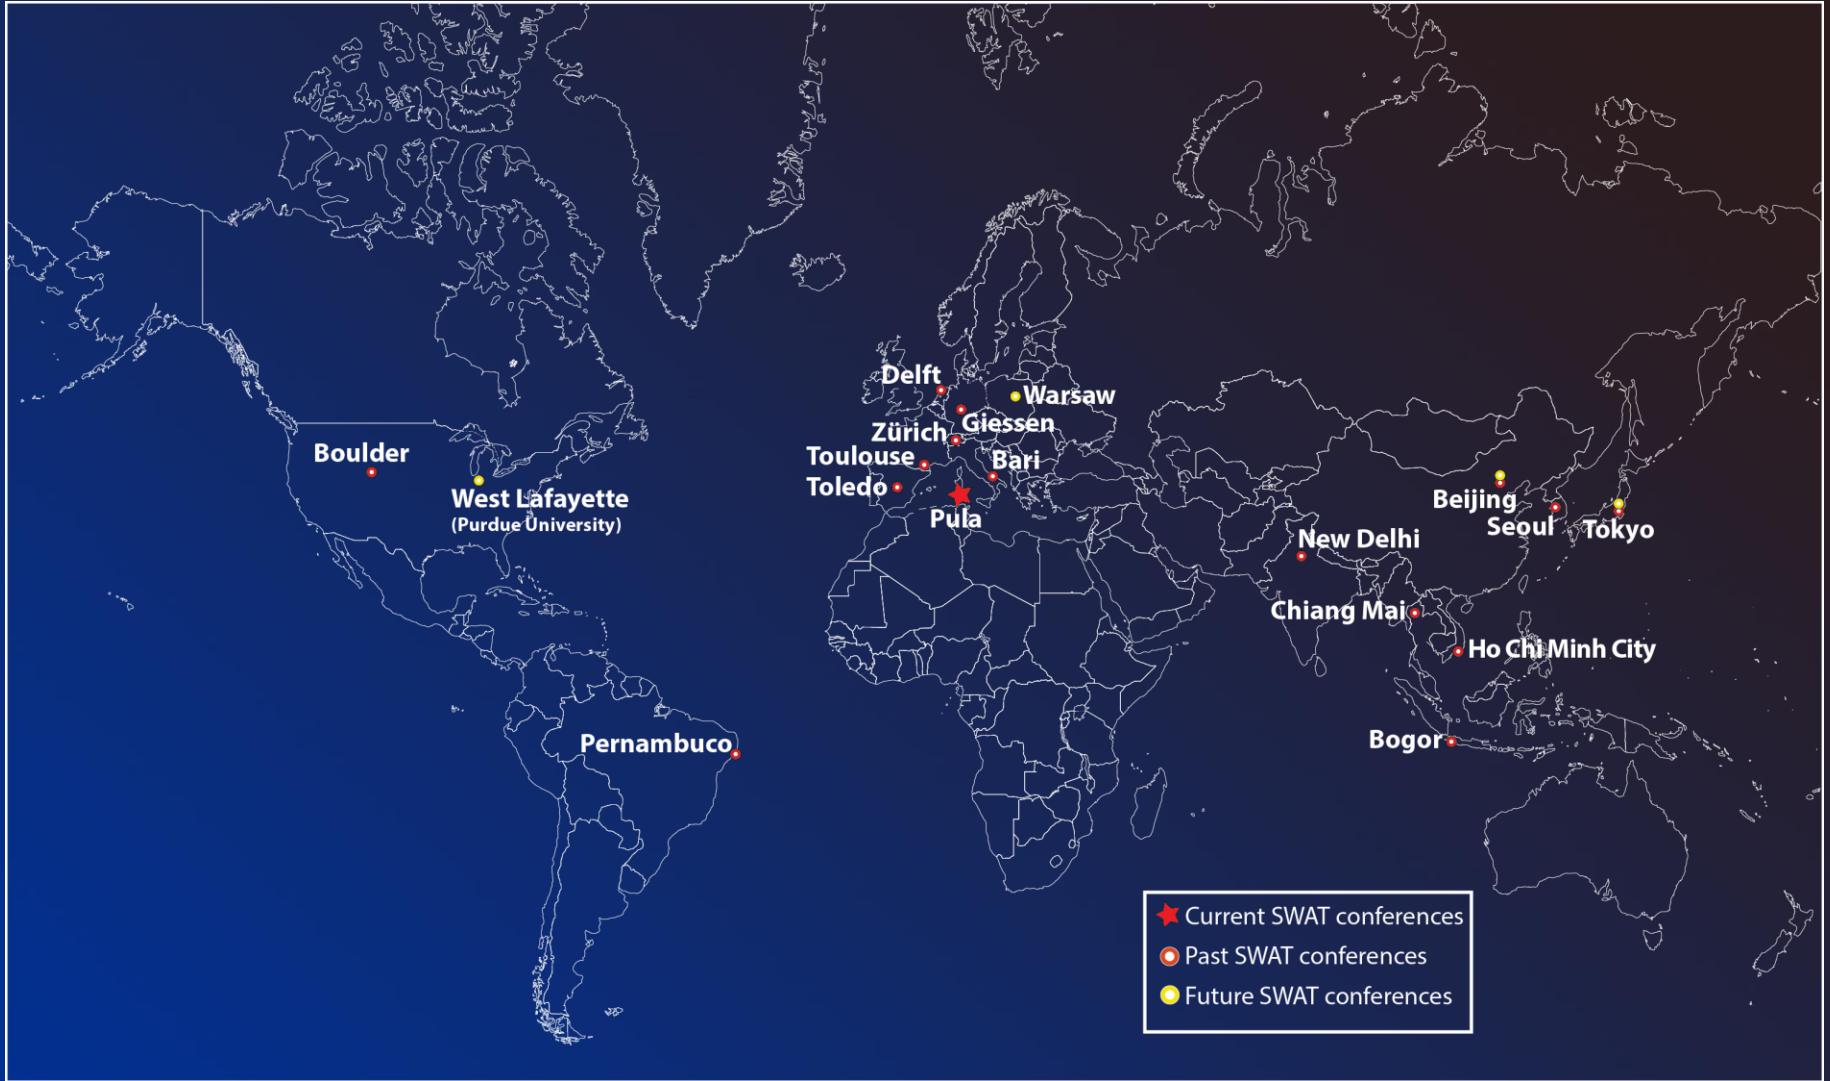 Delft
Warsaw
Giessen
Zürich
Boulder
Toulouse
Bari
Toledo
West Lafayette
(Purdue University)
Pula
Beijing
Seoul
Tokyo
New Delhi
Chiang Mai
Ho Chi Minh City
Pernambuco
Bogor
Current SWAT conferences
Past SWAT conferences
Future SWAT conferences